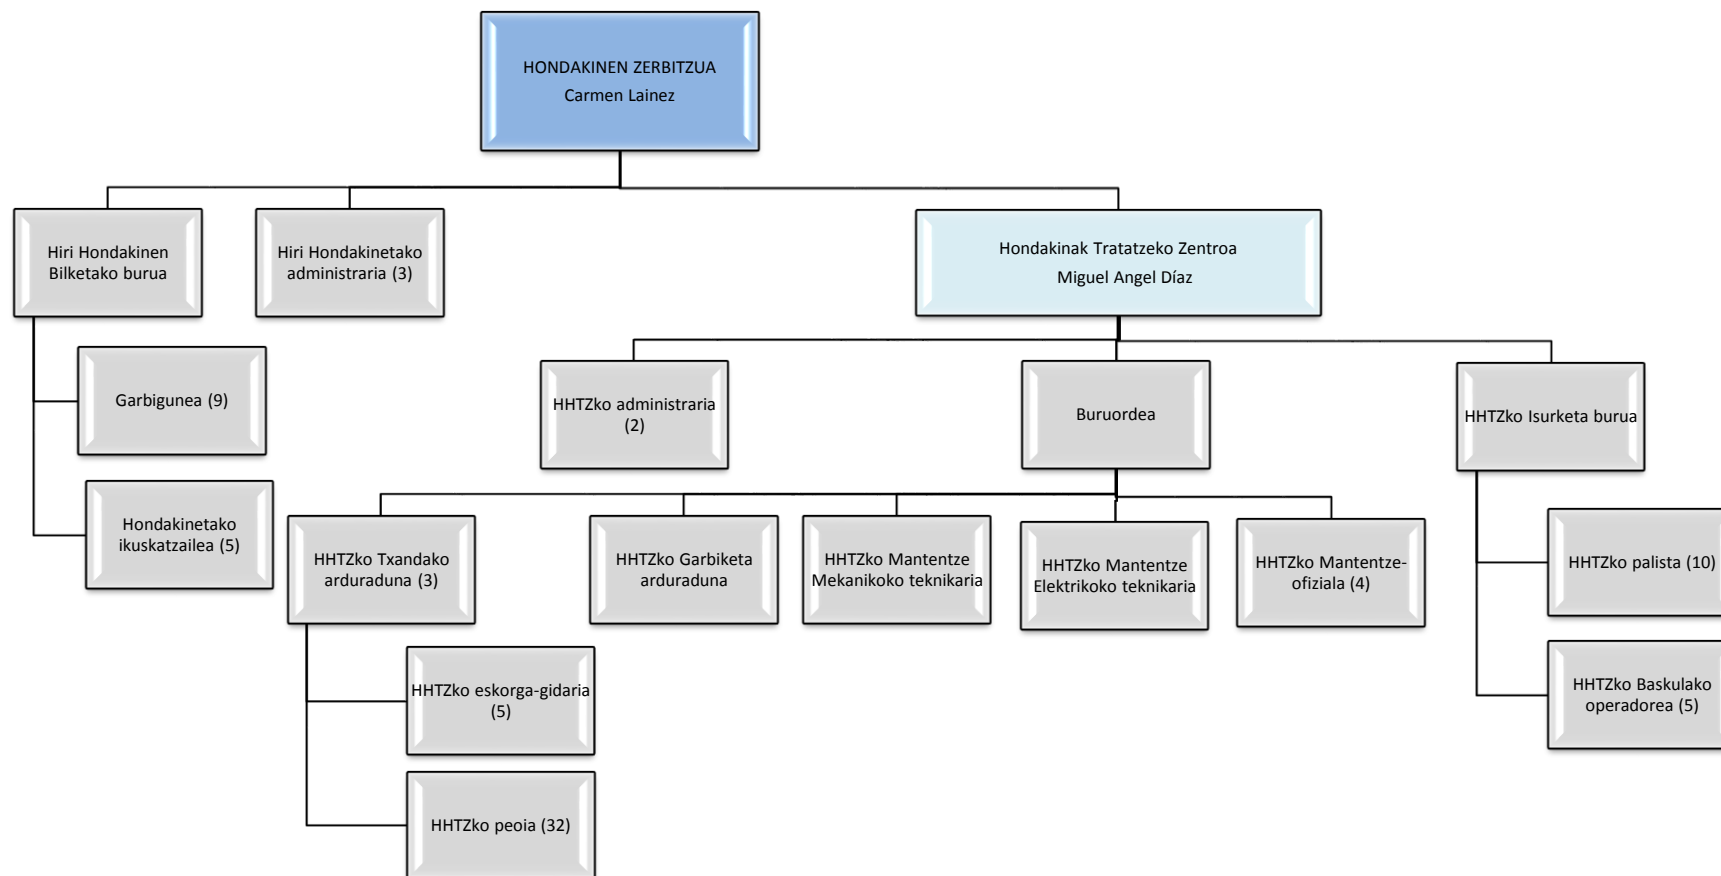 HONDAKINEN ZERBITZUA
Carmen Lainez
Hiri Hondakinen
Bilketako burua
Hiri Hondakinetako
administraria (3)
Hondakinak Tratatzeko Zentroa
Miguel Angel Díaz
Garbigunea (9)
Hondakinetako
ikuskatzailea (5)
HHTZko administraria
(2)
Buruordea
HHTZko Isurketa burua
HHTZko Txandako
arduraduna (3)
HHTZko Garbiketa
arduraduna
HHTZko Mantentze
Mekanikoko teknikaria
HHTZko Mantentze
Elektrikoko teknikaria
HHTZko Mantentze-
ofiziala (4)
HHTZko palista (10)
HHTZko Baskulako
operadorea (5)
HHTZko eskorga-gidaria
(5)
HHTZko peoia (32)